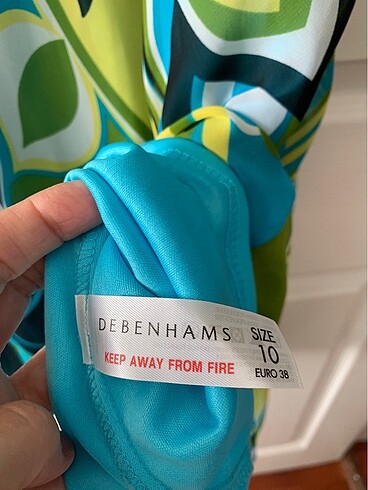 DEBENHAMS
KEEP AWAY FROM FIRE
SIZE
10
EURO 38